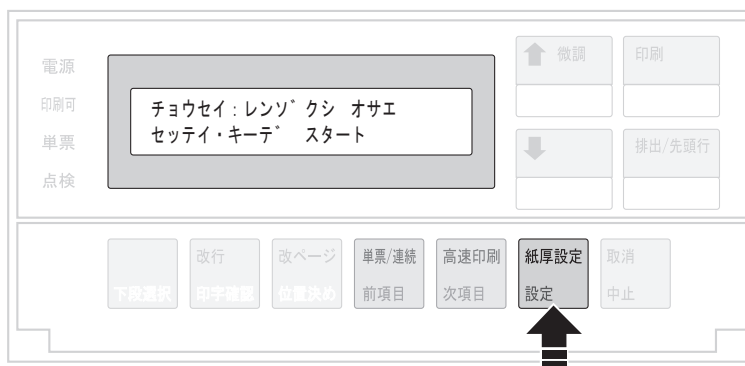 電源
印刷可
単票
点検
チョウセイ:レンゾクシ オサエ
セッテイ・キーデ スタート
微調
印刷
排出/先頭行
改行
改ページ
単票/連続
高速印刷
紙厚設定
取消
下段選択
印字確認
位置決め
前項目
次項目
設定
中止